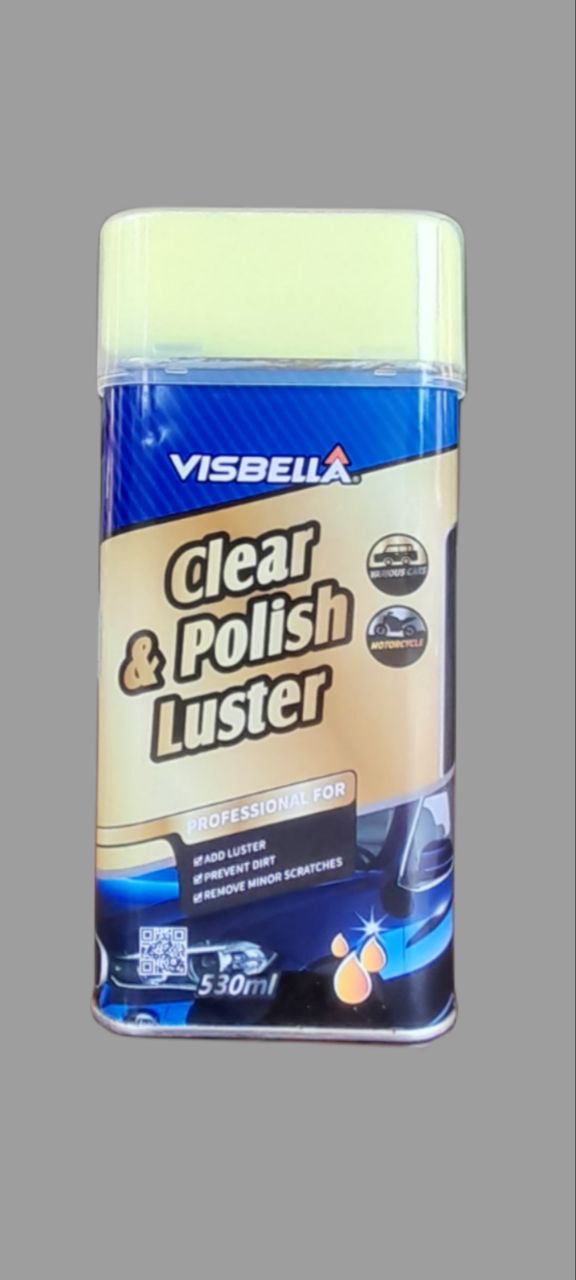 VISBELLA®
Clear
& Polish
Luster
VARIOUS CARS
MOTORCYCLE
PROFESSIONAL FOR
☑ ADD LUSTER
☑ PREVENT DIRT
☑ REMOVE MINOR SCRATCHES
530ml